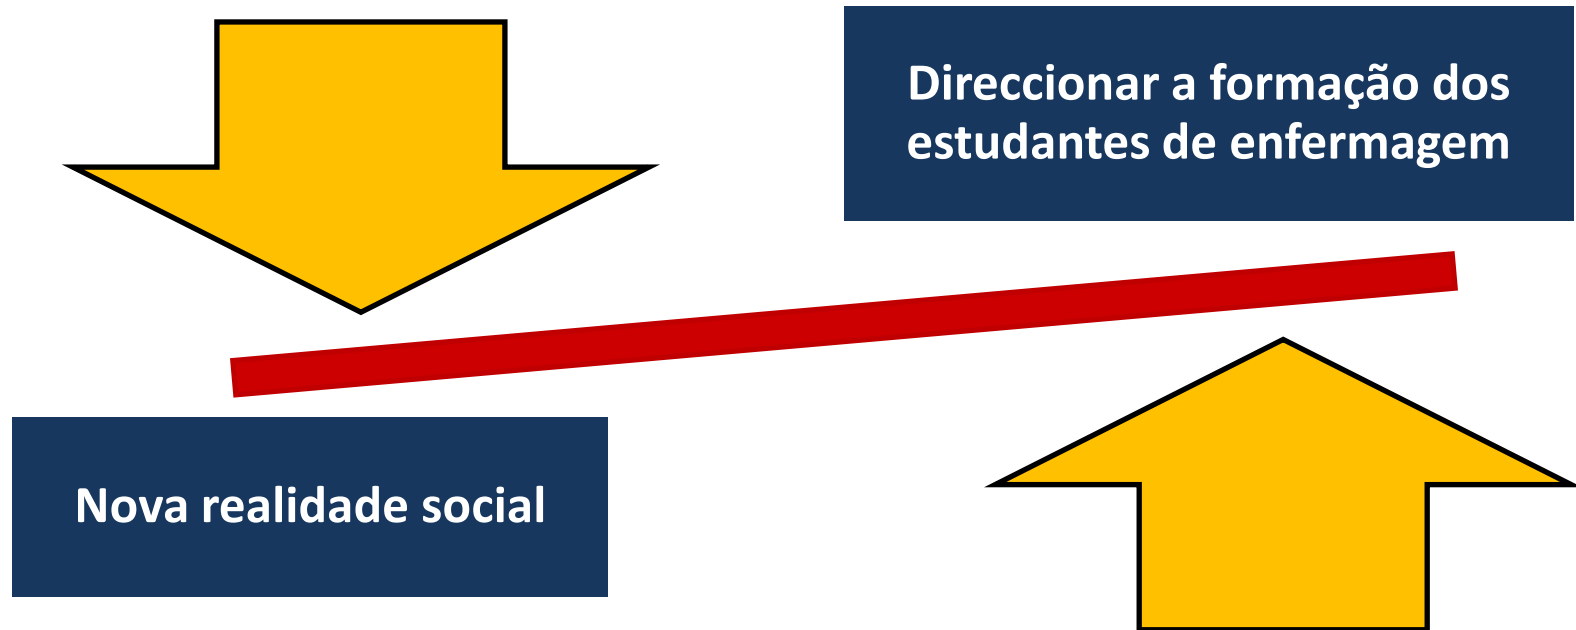 Direccionar a formação dos
estudantes de enfermagem
Nova realidade social